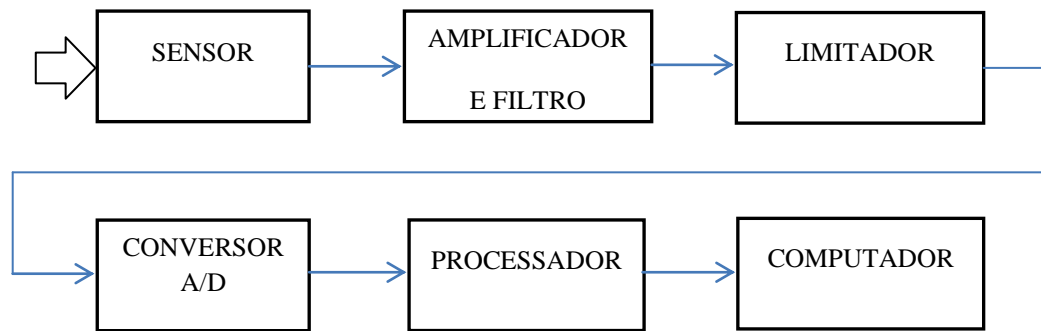 SENSOR
AMPLIFICADOR
E FILTRO
LIMITADOR
CONVERSOR
A/D
PROCESSADOR
COMPUTADOR